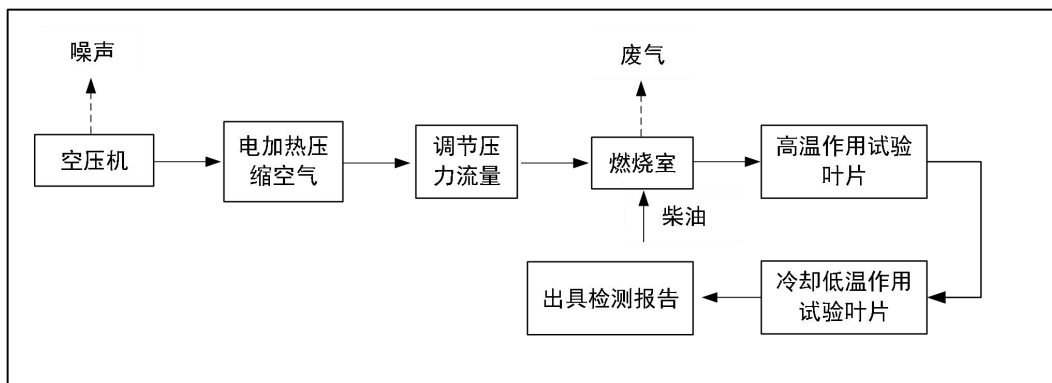 噪声
废气
空压机
电加热压
缩空气
调节压
力流量
燃烧室
高温作用试验
叶片
柴油
出具检测报告
冷却低温作用
试验叶片